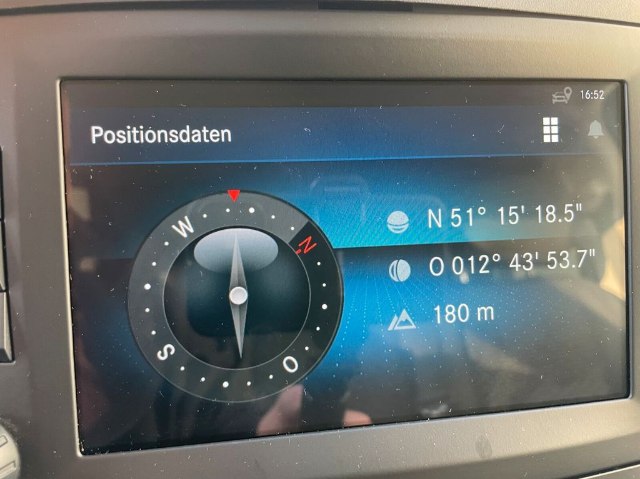 16:52
Positionsdaten
W
N
S
O
N 51° 15' 18.5"
O 012° 43' 53.7"
180 m